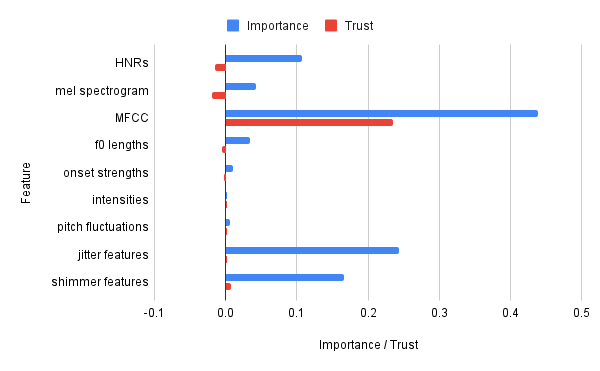 Importance Trust
HNRs
mel spectrogram
MFCC
f0 lengths
onset strengths
intensities
pitch fluctuations
jitter features
shimmer features
Feature
-0.1 0.0 0.1 0.2 0.3 0.4 0.5
Importance / Trust